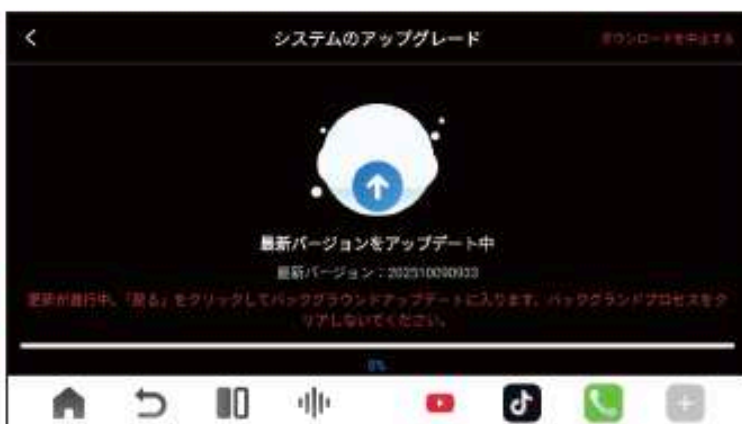 システムのアップグレード
ダウンロードを中止する
最新バージョンをアップデート中
最新バージョン：202310090933
更新が進行中。「戻る」をクリックしてバックグラウンドアップデートに入ります。バックグランドプロセスをク
リアしないでください。
0%